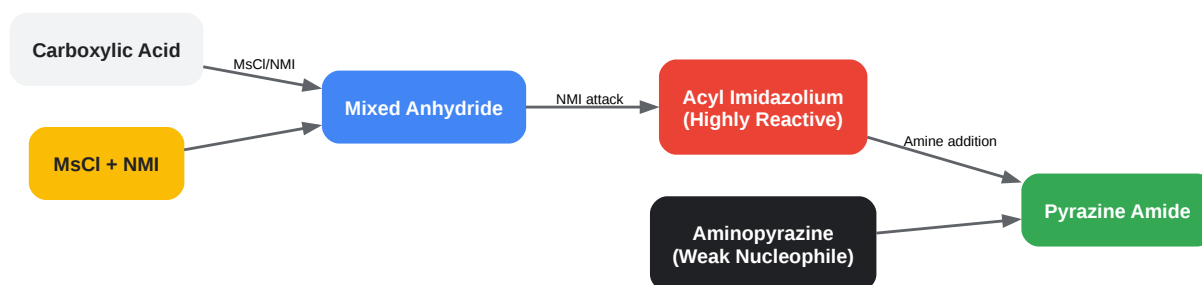 Carboxylic Acid
MsCl/NMI
MsCl + NMI
Mixed Anhydride
NMI attack
Acyl Imidazolium
(Highly Reactive)
Amine addition
Aminopyrazine
(Weak Nucleophile)
Pyrazine Amide